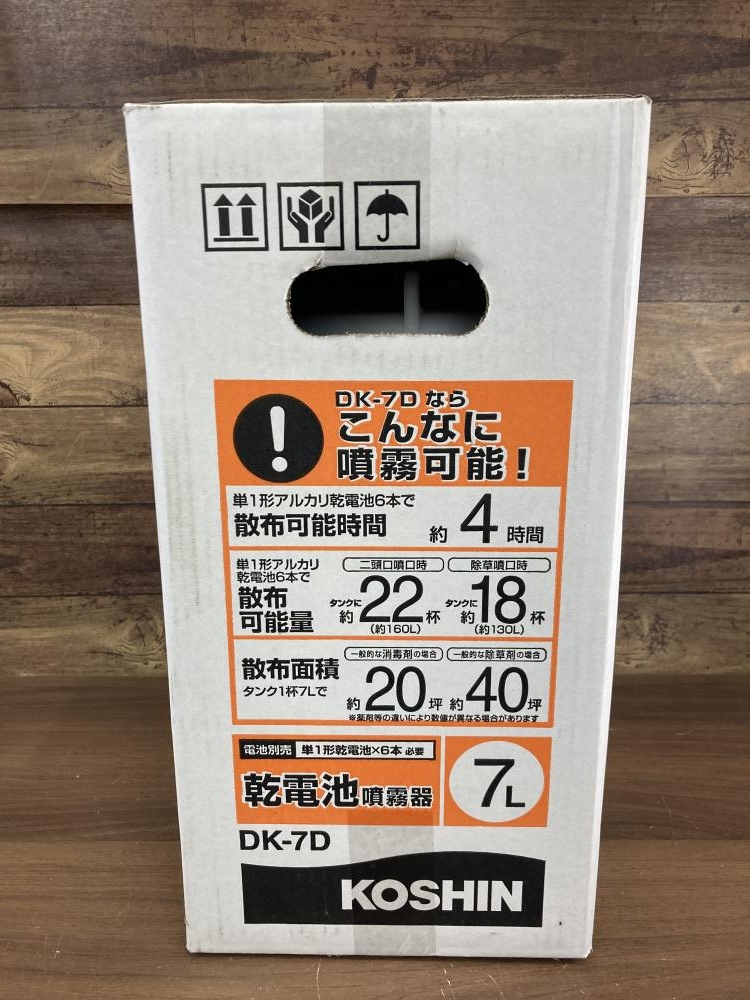 DK-7Dなら
こんなに
噴霧可能!
単1形アルカリ乾電池6本で
散布可能時間 約4時間
単1形アルカリ
乾電池6本で
散布
可能量
二頭口噴口時 除草噴口時
タンクに約22杯 タンクに約18杯
(約160L) (約130L)
散布面積
タンク1杯7Lで
一般的な消毒剤の場合 一般的な除草剤の場合
約20坪 約40坪
※薬剤等の違いにより数値が異なる場合があります
電池別売 単1形乾電池×6本 必要
乾電池噴霧器
7L
DK-7D
KOSHIN